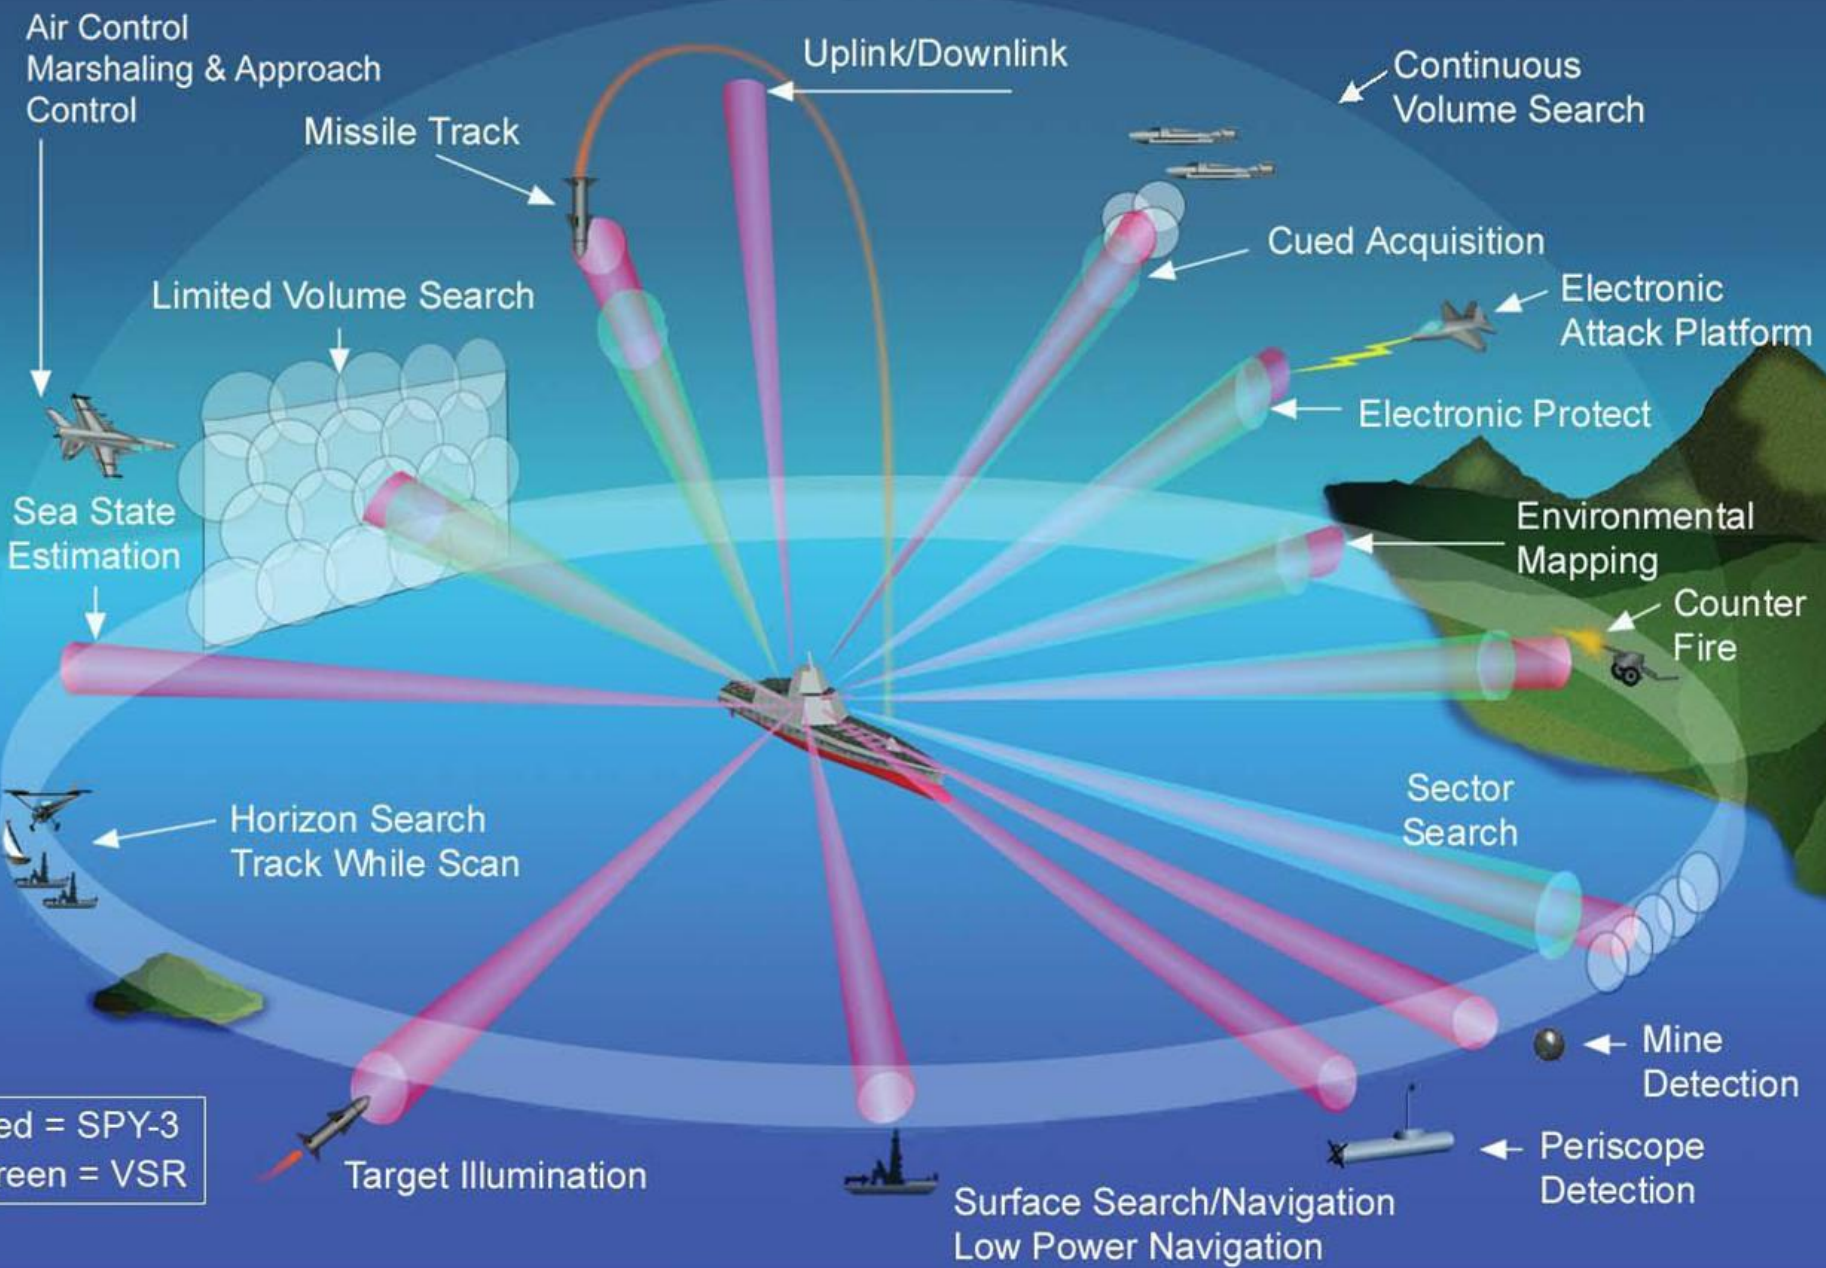 Air Control
Marshaling & Approach
Control
Uplink/Downlink
Continuous
Volume Search
Missile Track
Cued Acquisition
Limited Volume Search
Electronic
Attack Platform
Electronic Protect
Sea State
Estimation
Environmental
Mapping
Counter
Fire
Sector
Search
Horizon Search
Track While Scan
Mine
Detection
ed = SPY-3
reen = VSR
Target Illumination
Periscope
Detection
Surface Search/Navigation
Low Power Navigation